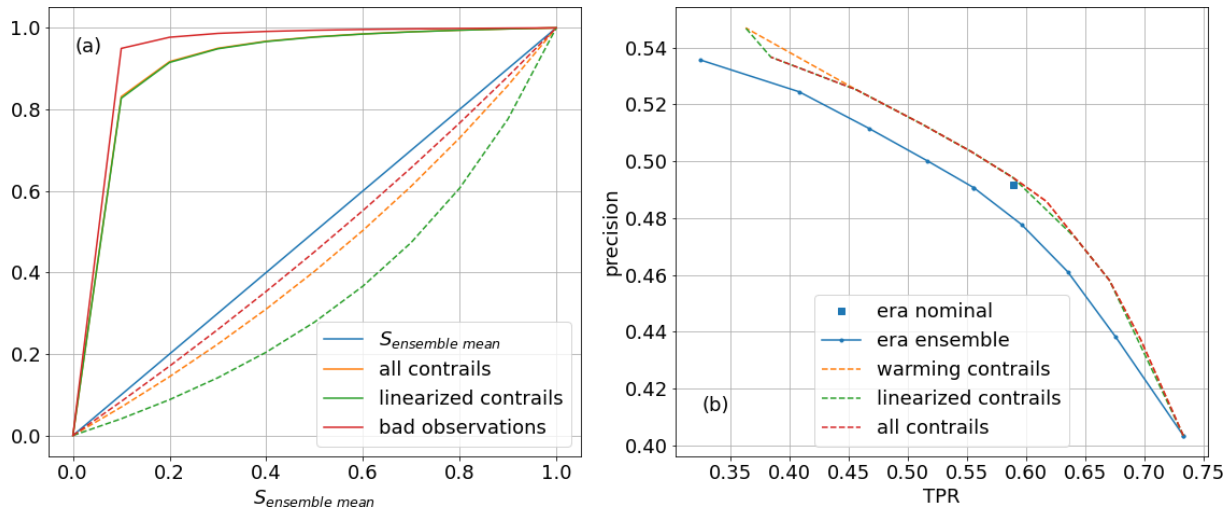 (a)
1.0
0.8
0.6
0.4
0.2
0.0
S_ensemble mean
all contrails
linearized contrails
bad observations
0.0 0.2 0.4 0.6 0.8 1.0
S_ensemble mean
precision
0.54
0.52
0.50
0.48
0.46
0.44
0.42
0.40
era nominal
era ensemble
warming contrails
linearized contrails
all contrails
(b)
0.35 0.40 0.45 0.50 0.55 0.60 0.65 0.70 0.75
TPR